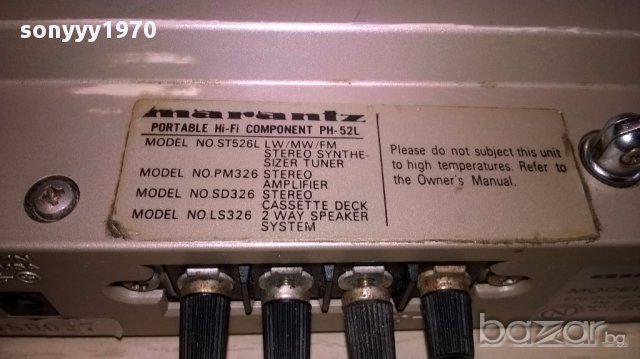 sonyyy1970
marantz
PORTABLE Hi-Fi COMPONENT PH-52L
MODEL NO.ST526L LW/MW/FM
STEREO SYNTHE-
SIZER TUNER
MODEL NO.PM326 STEREO
AMPLIFIER
MODEL NO.SD326 STEREO
CASSETTE DECK
MODEL NO.LS326 2 WAY SPEAKER
SYSTEM
Please do not subject this unit
to high temperatures. Refer to
the Owner's Manual.
MODEL
bazar.bg